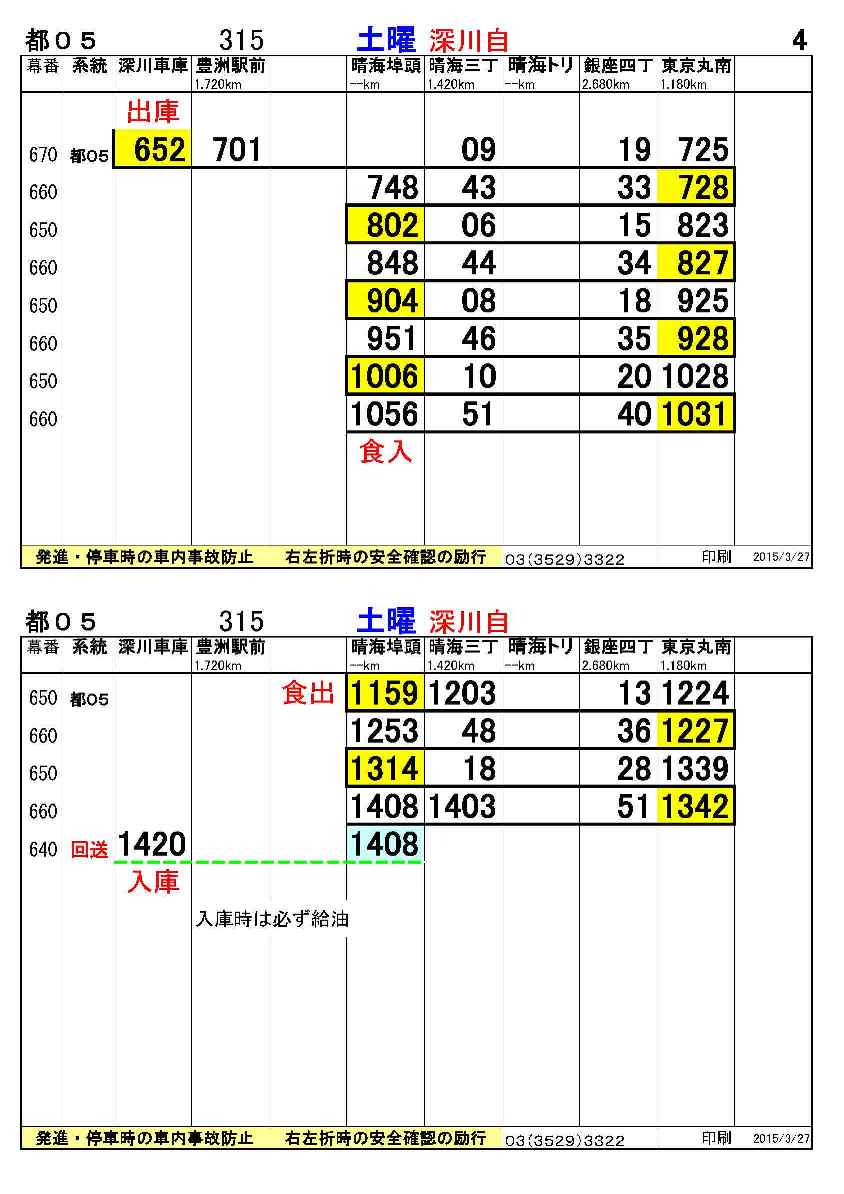 都０５ 315 土曜 深川自 4
幕番 系統 深川車庫 豊洲駅前 晴海埠頭 晴海三丁 晴海トリ 銀座四丁 東京丸南
1.720km --km 1.420km --km 2.680km 1.180km
出庫
670 都05 652 701 09 19 725
660 748 43 33 728
650 802 06 15 823
660 848 44 34 827
650 904 08 18 925
660 951 46 35 928
650 1006 10 20 1028
660 1056 51 40 1031
食入
発進・停車時の車内事故防止 右左折時の安全確認の励行 03(3529)3322 印刷 2015/3/27
都０５ 315 土曜 深川自
幕番 系統 深川車庫 豊洲駅前 晴海埠頭 晴海三丁 晴海トリ 銀座四丁 東京丸南
1.720km --km 1.420km --km 2.680km 1.180km
650 都05 食出 1159 1203 13 1224
660 1253 48 36 1227
650 1314 18 28 1339
660 1408 1403 51 1342
640 回送 1420 1408
入庫
入庫時は必ず給油
発進・停車時の車内事故防止 右左折時の安全確認の励行 03(3529)3322 印刷 2015/3/27